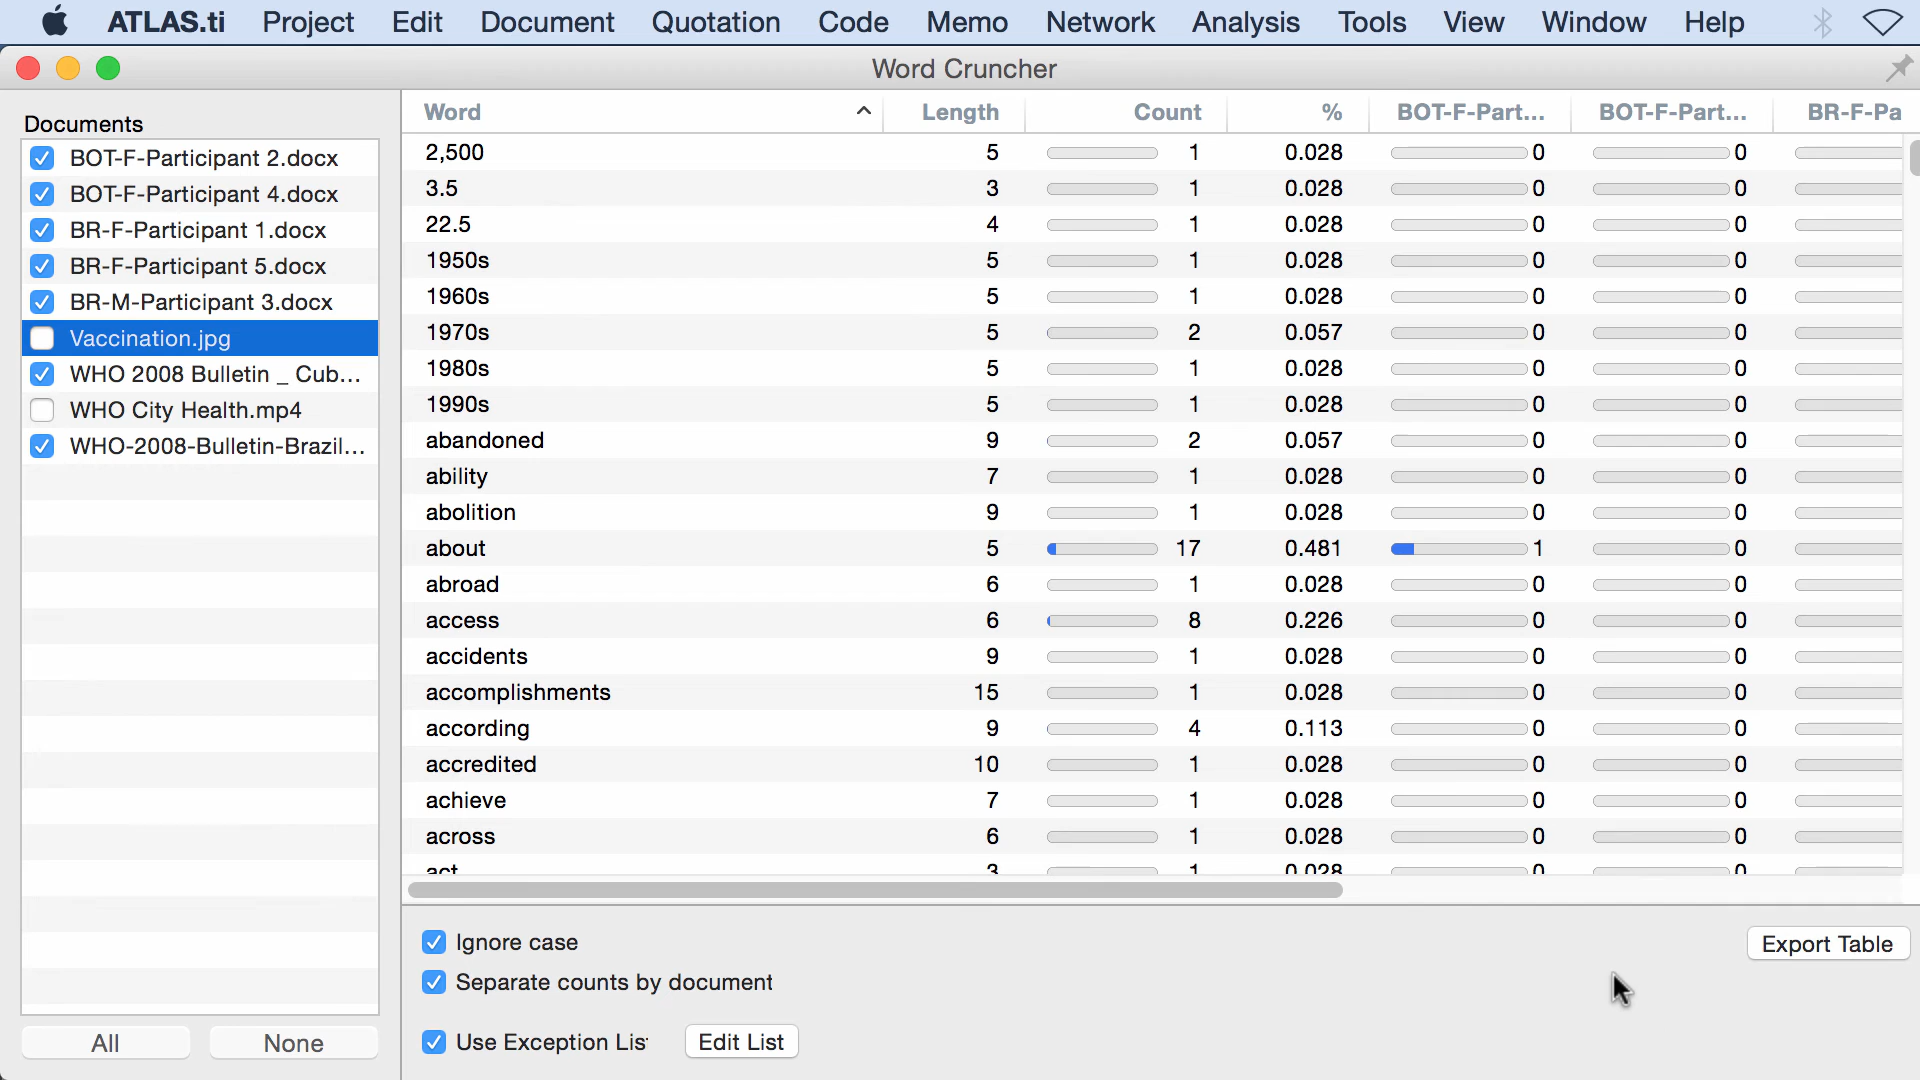 ATLAS.ti Project Edit Document Quotation Code Memo Network Analysis Tools View Window Help
Word Cruncher
Documents
BOT-F-Participant 2.docx
BOT-F-Participant 4.docx
BR-F-Participant 1.docx
BR-F-Participant 5.docx
BR-M-Participant 3.docx
Vaccination.jpg
WHO 2008 Bulletin _ Cub...
WHO City Health.mp4
WHO-2008-Bulletin-Brazil...
All None
Word Length Count % BOT-F-Part... BOT-F-Part... BR-F-Pa
2,500 5 1 0.028 0 0
3.5 3 1 0.028 0 0
22.5 4 1 0.028 0 0
1950s 5 1 0.028 0 0
1960s 5 1 0.028 0 0
1970s 5 2 0.057 0 0
1980s 5 1 0.028 0 0
1990s 5 1 0.028 0 0
abandoned 9 2 0.057 0 0
ability 7 1 0.028 0 0
abolition 9 1 0.028 0 0
about 5 17 0.481 1 0
abroad 6 1 0.028 0 0
access 6 8 0.226 0 0
accidents 9 1 0.028 0 0
accomplishments 15 1 0.028 0 0
according 9 4 0.113 0 0
accredited 10 1 0.028 0 0
achieve 7 1 0.028 0 0
across 6 1 0.028 0 0
act 3 1 0.028 0 0
Ignore case
Export Table
Separate counts by document
Use Exception Lis
Edit List